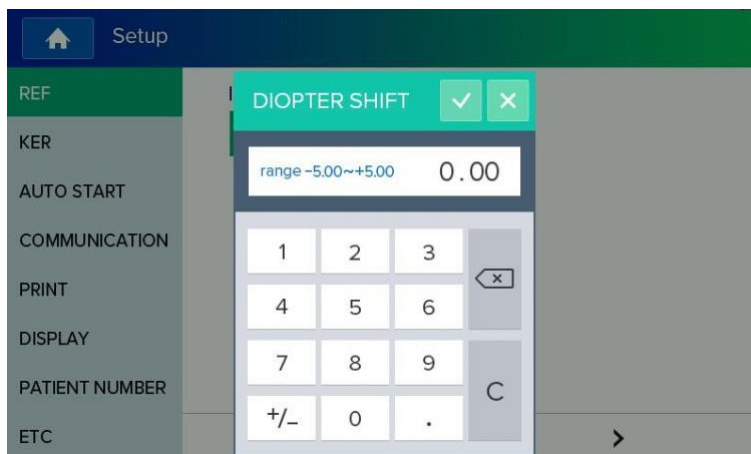 Setup
REF
KER
AUTO START
COMMUNICATION
PRINT
DISPLAY
PATIENT NUMBER
ETC
DIOPTER SHIFT
range -5.00~+5.00 0.00
1 2 3
4 5 6
7 8 9
C
+/- 0 .